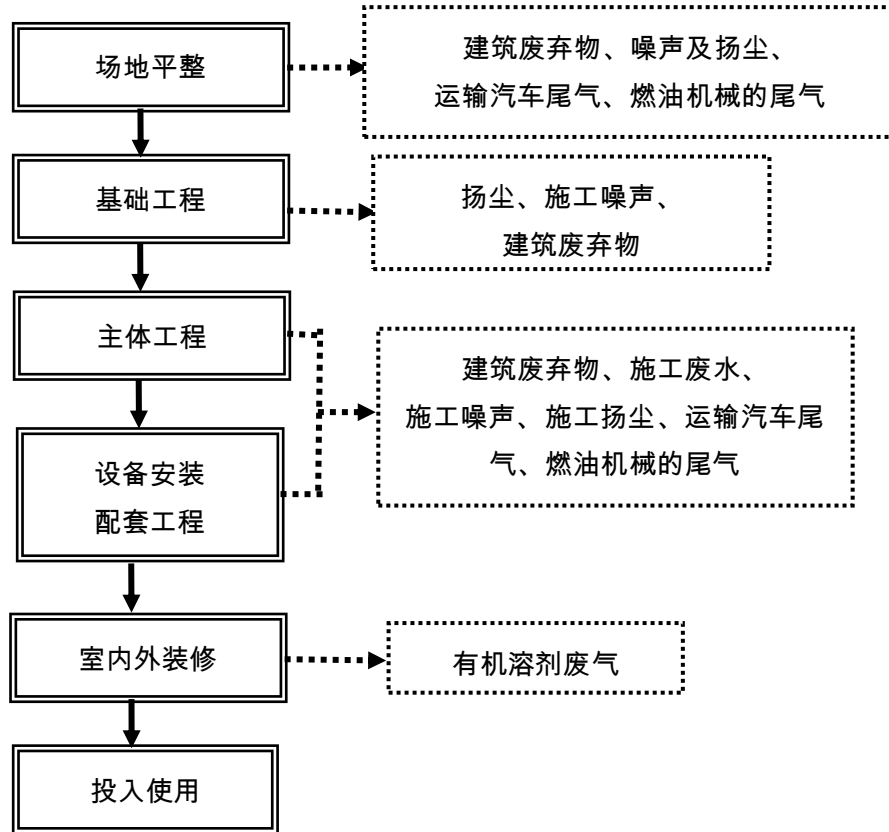 场地平整
建筑废弃物、噪声及扬尘、
运输汽车尾气、燃油机械的尾气
基础工程
扬尘、施工噪声、
建筑废弃物
主体工程
建筑废弃物、施工废水、
施工噪声、施工扬尘、运输汽车尾
气、燃油机械的尾气
设备安装
配套工程
室内外装修
有机溶剂废气
投入使用